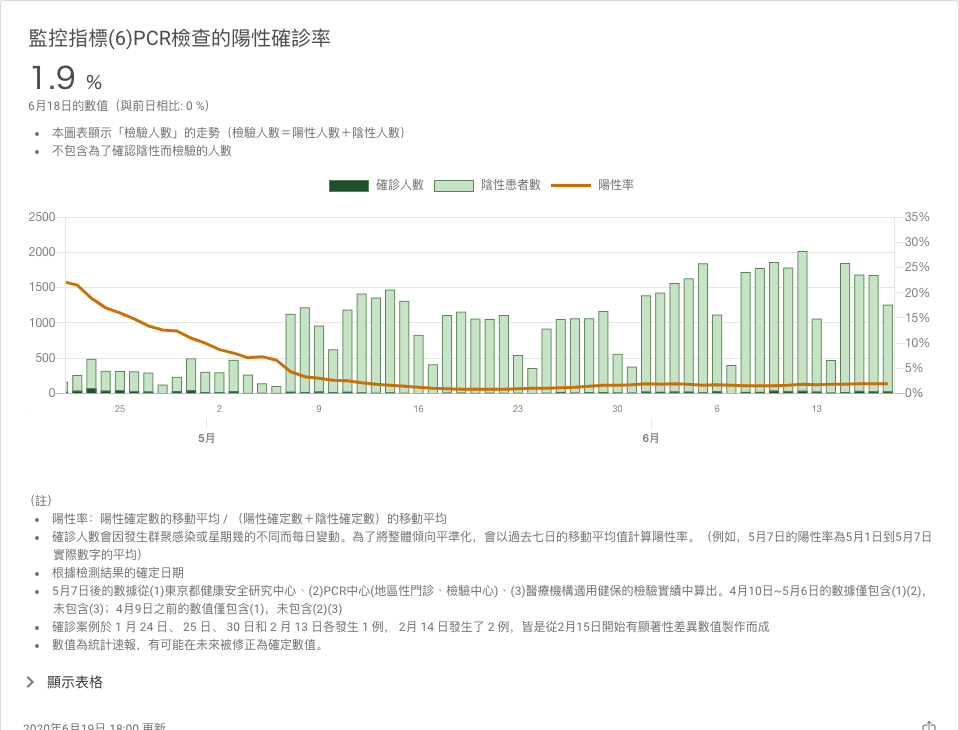 監控指標(6)PCR檢查的陽性確診率
1.9 %
6月18日的數值（與前日相比: 0 %）
• 本圖表顯示「檢驗人數」的走勢（檢驗人數＝陽性人數＋陰性人數）
• 不包含為了確認陰性而檢驗的人數
確診人數 陰性患者數 陽性率
2500 35%
30%
2000
25%
1500 20%
1000 15%
10%
500
5%
0 0%
25 2 9 16 23 30 6 13
5月 6月
（註）
• 陽性率：陽性確定數的移動平均 / （陽性確定數＋陰性確定數）的移動平均
• 確診人數會因發生群聚感染或星期幾的不同而每日變動。為了將整體傾向平準化，會以過去七日的移動平均值計算陽性率。（例如，5月7日的陽性率為5月1日到5月7日
實際數字的平均）
• 根據檢測結果的確定日期
• 5月7日後的數據從(1)東京都健康安全研究中心、(2)PCR中心(地區性門診、檢驗中心)、(3)醫療機構適用健保的檢驗實績中算出。4月10日~5月6日的數據僅包含(1)(2)，
未包含(3)；4月9日之前的數值僅包含(1)，未包含(2)(3)
• 確診案例於 1 月 24 日、 25 日、 30 日和 2 月 13 日各發生 1 例， 2月 14 日發生了 2 例，皆是從2月15日開始有顯著性差異數值製作而成
• 數值為統計速報，有可能在未來被修正為確定數值。
顯示表格
2020年6月19日 18:00 更新